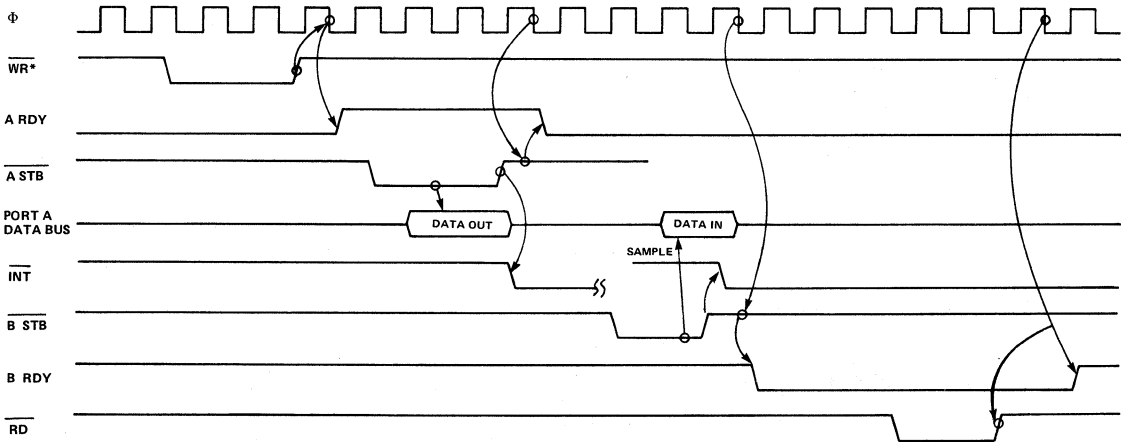 Φ
WR*
A RDY
A STB
PORT A
DATA BUS
DATA OUT
DATA IN
SAMPLE
INT
B STB
B RDY
RD